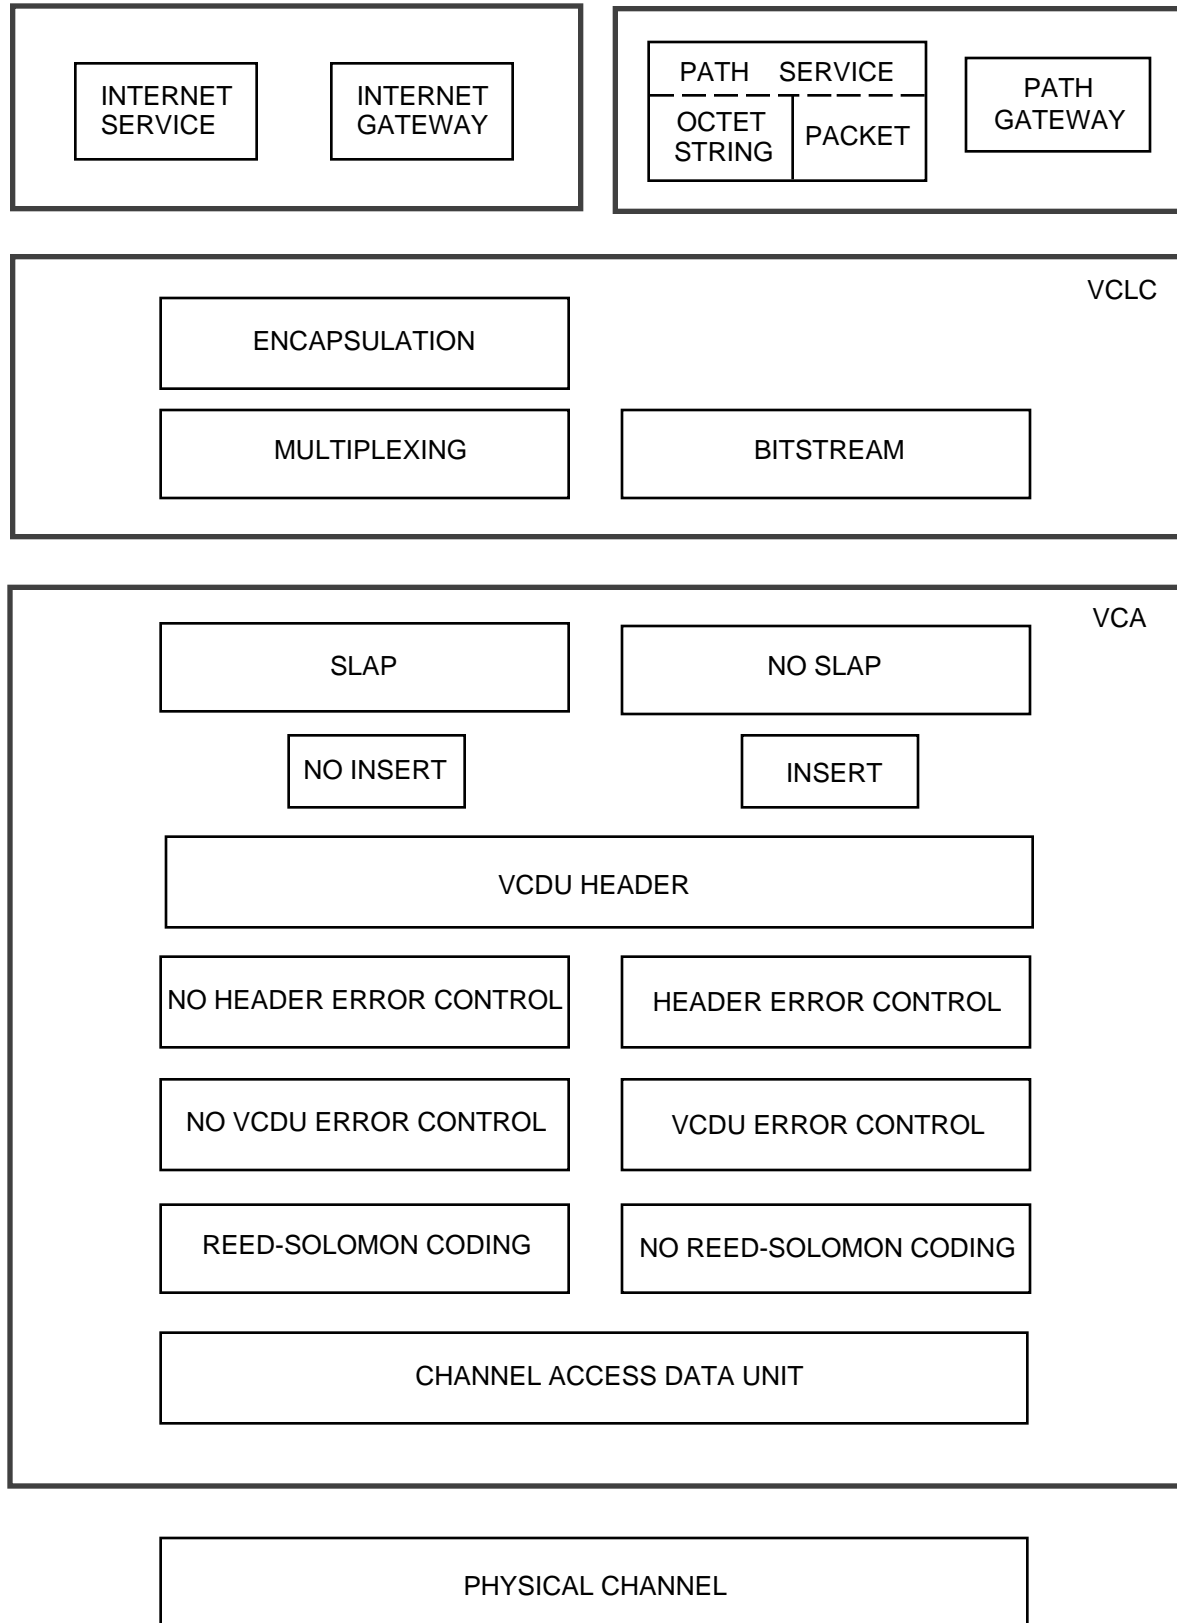 INTERNET
SERVICE
INTERNET
GATEWAY
PATH SERVICE
OCTET
STRING
PACKET
PATH
GATEWAY
VCLC
ENCAPSULATION
MULTIPLEXING
BITSTREAM
VCA
SLAP
NO SLAP
NO INSERT
INSERT
VCDU HEADER
NO HEADER ERROR CONTROL
HEADER ERROR CONTROL
NO VCDU ERROR CONTROL
VCDU ERROR CONTROL
REED-SOLOMON CODING
NO REED-SOLOMON CODING
CHANNEL ACCESS DATA UNIT
PHYSICAL CHANNEL